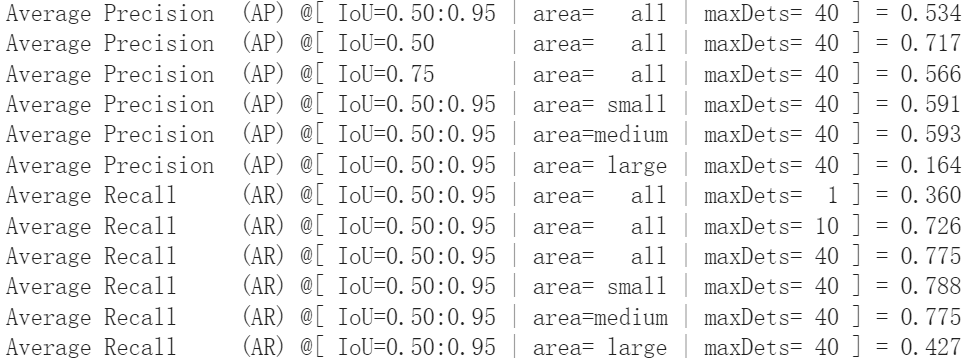 Average Precision  (AP) @[ IoU=0.50:0.95 | area=   all | maxDets= 40 ] = 0.534
Average Precision  (AP) @[ IoU=0.50      | area=   all | maxDets= 40 ] = 0.717
Average Precision  (AP) @[ IoU=0.75      | area=   all | maxDets= 40 ] = 0.566
Average Precision  (AP) @[ IoU=0.50:0.95 | area= small | maxDets= 40 ] = 0.591
Average Precision  (AP) @[ IoU=0.50:0.95 | area=medium | maxDets= 40 ] = 0.593
Average Precision  (AP) @[ IoU=0.50:0.95 | area= large | maxDets= 40 ] = 0.164
Average Recall     (AR) @[ IoU=0.50:0.95 | area=   all | maxDets=  1 ] = 0.360
Average Recall     (AR) @[ IoU=0.50:0.95 | area=   all | maxDets= 10 ] = 0.726
Average Recall     (AR) @[ IoU=0.50:0.95 | area=   all | maxDets= 40 ] = 0.775
Average Recall     (AR) @[ IoU=0.50:0.95 | area= small | maxDets= 40 ] = 0.788
Average Recall     (AR) @[ IoU=0.50:0.95 | area=medium | maxDets= 40 ] = 0.775
Average Recall     (AR) @[ IoU=0.50:0.95 | area= large | maxDets= 40 ] = 0.427